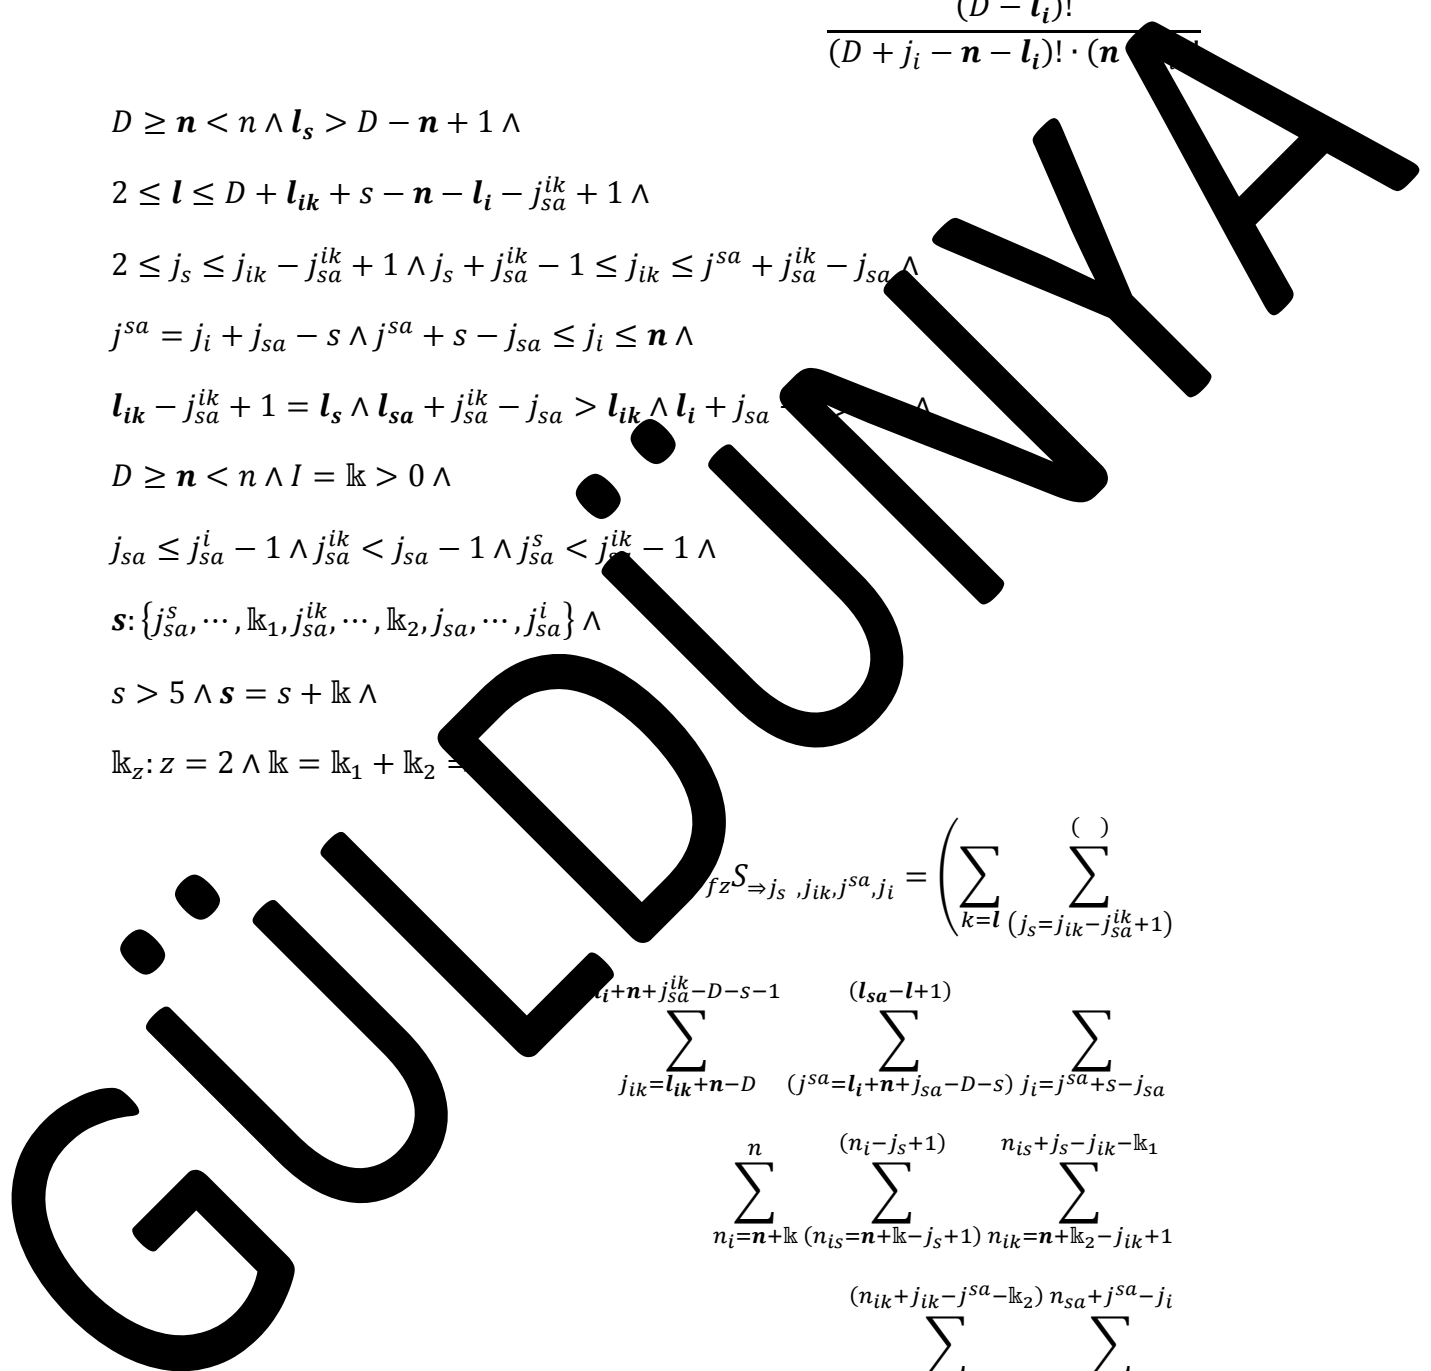 (D − l_i)!
(D + j_i − n − l_i)! · (n
D ≥ n < n ∧ l_s > D − n + 1 ∧
2 ≤ l ≤ D + l_ik + s − n − l_i − j_sa^ik + 1 ∧
2 ≤ j_s ≤ j_ik − j_sa^ik + 1 ∧ j_s + j_sa^ik − 1 ≤ j_ik ≤ j^sa + j_sa^ik − j_sa ∧
j^sa = j_i + j_sa − s ∧ j^sa + s − j_sa ≤ j_i ≤ n ∧
l_ik − j_sa^ik + 1 = l_s ∧ l_sa + j_sa^ik − j_sa > l_ik ∧ l_i + j_sa ∧
D ≥ n < n ∧ I = 𝕜 > 0 ∧
j_sa ≤ j_sa^i − 1 ∧ j_sa^ik < j_sa − 1 ∧ j_sa^s < j_sa^ik − 1 ∧
s: {j_sa^s, ⋯ , 𝕜_1, j_sa^ik, ⋯ , 𝕜_2, j_sa, ⋯ , j_sa^i} ∧
s > 5 ∧ s = s + 𝕜 ∧
𝕜_z: z = 2 ∧ 𝕜 = 𝕜_1 + 𝕜_2 ⇒
( )
fz S_⇒j_s ,j_ik,j^sa,j_i = ( ∑ ∑
k=l (j_s=j_ik−j_sa^ik+1)
l_i+n+j_sa^ik−D−s−1 (l_sa−l+1)
∑ ∑ ∑
j_ik=l_ik+n−D (j^sa=l_i+n+j_sa−D−s) j_i=j^sa+s−j_sa
n (n_i−j_s+1) n_is+j_s−j_ik−𝕜_1
∑ ∑ ∑
n_i=n+𝕜 (n_is=n+𝕜−j_s+1) n_ik=n+𝕜_2−j_ik+1
(n_ik+j_ik−j^sa−𝕜_2) n_sa+j^sa−j_i
∑ ∑
GÜLDÜNYA